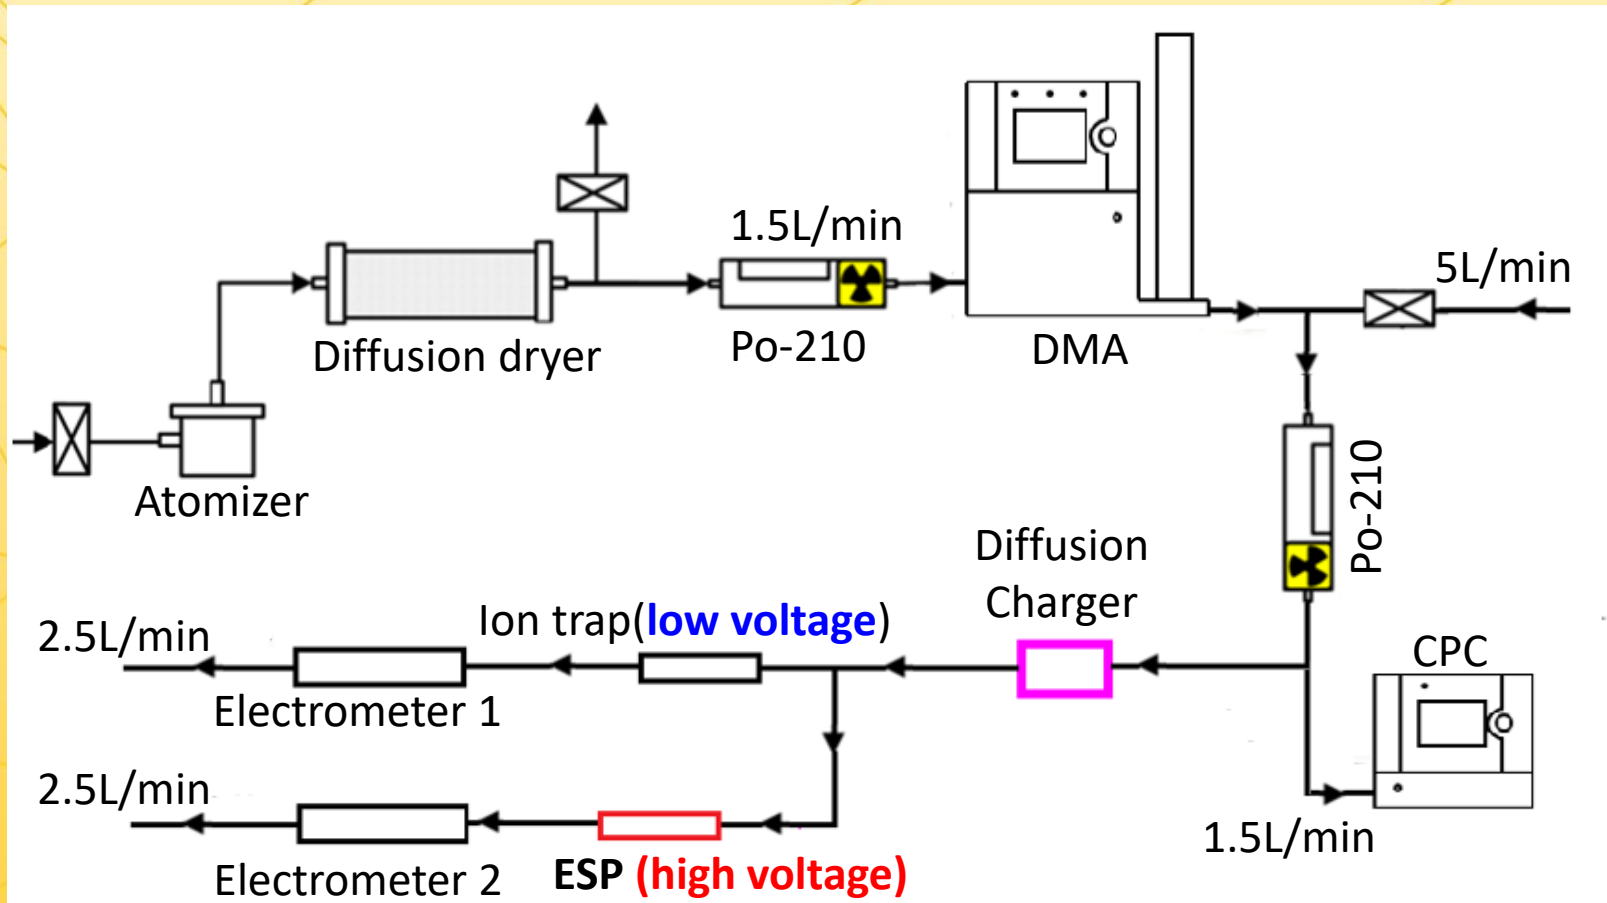 1.5L/min
5L/min
Diffusion dryer
Po-210
DMA
Atomizer
Po-210
Diffusion
Charger
Ion trap(low voltage)
2.5L/min
CPC
Electrometer 1
2.5L/min
1.5L/min
Electrometer 2
ESP (high voltage)